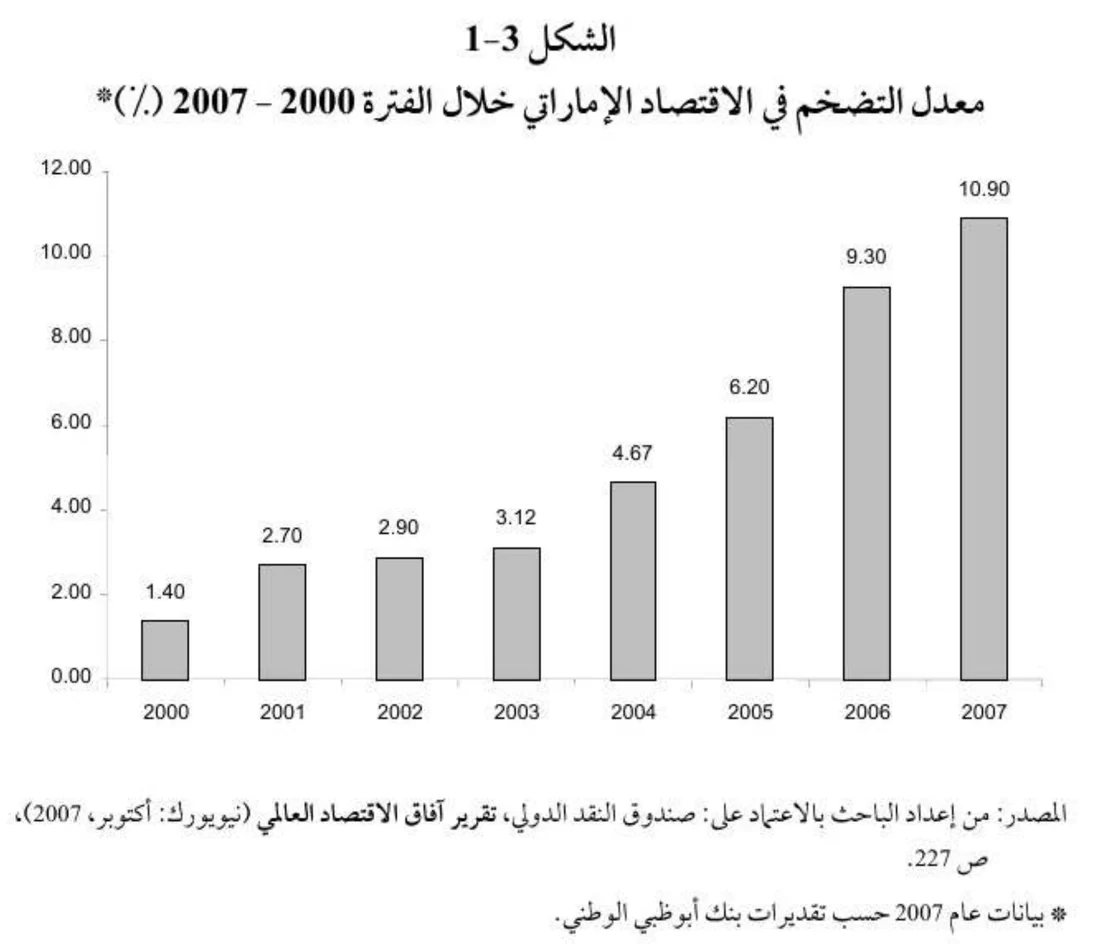 الشكل 3-1
معدل التضخم في الاقتصاد الإماراتي خلال الفترة 2000 - 2007 (٪)*
12.00
10.00
8.00
6.00
4.00
2.00
0.00
1.40
2.70
2.90
3.12
4.67
6.20
9.30
10.90
2000 2001 2002 2003 2004 2005 2006 2007
المصدر: من إعداد الباحث بالاعتماد على: صندوق النقد الدولي، تقرير آفاق الاقتصاد العالمي (نيويورك: أكتوبر، 2007)،
ص 227.
* بيانات عام 2007 حسب تقديرات بنك أبوظبي الوطني.